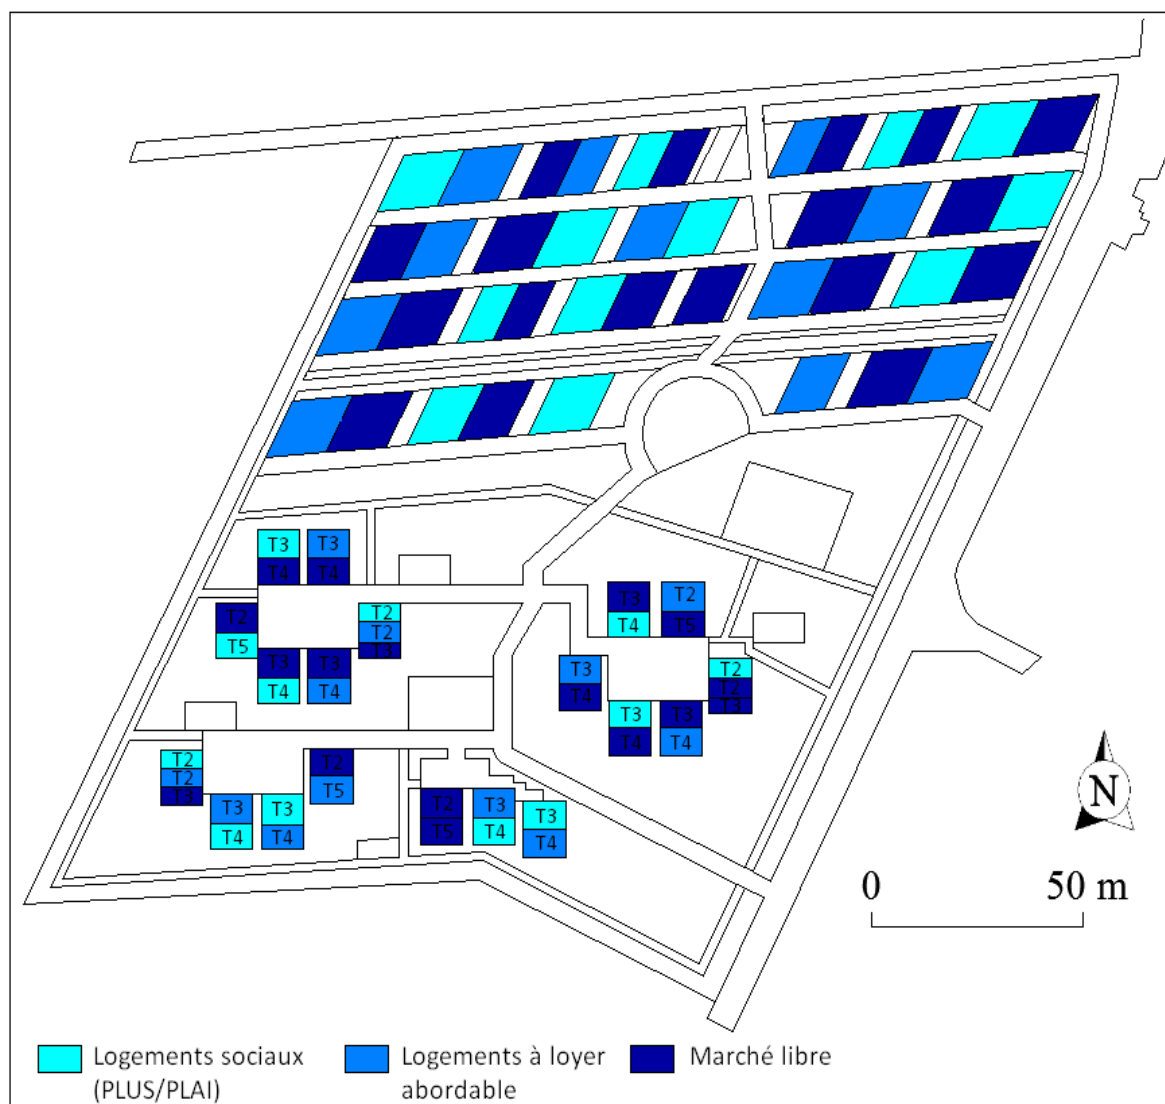 T3 T3
T4 T4
T3 T2
T2 T2 T4 T5
T5 T2
T3
T3 T3 T3 T2
T4 T4 T4 T2
T3
T3 T3
T4 T4
T2 T2
T2 T5
T3
T3 T3 T2 T3 T3
T4 T4 T5 T4 T4
N
0 50 m
Logements sociaux
(PLUS/PLAI)
Logements à loyer
abordable
Marché libre